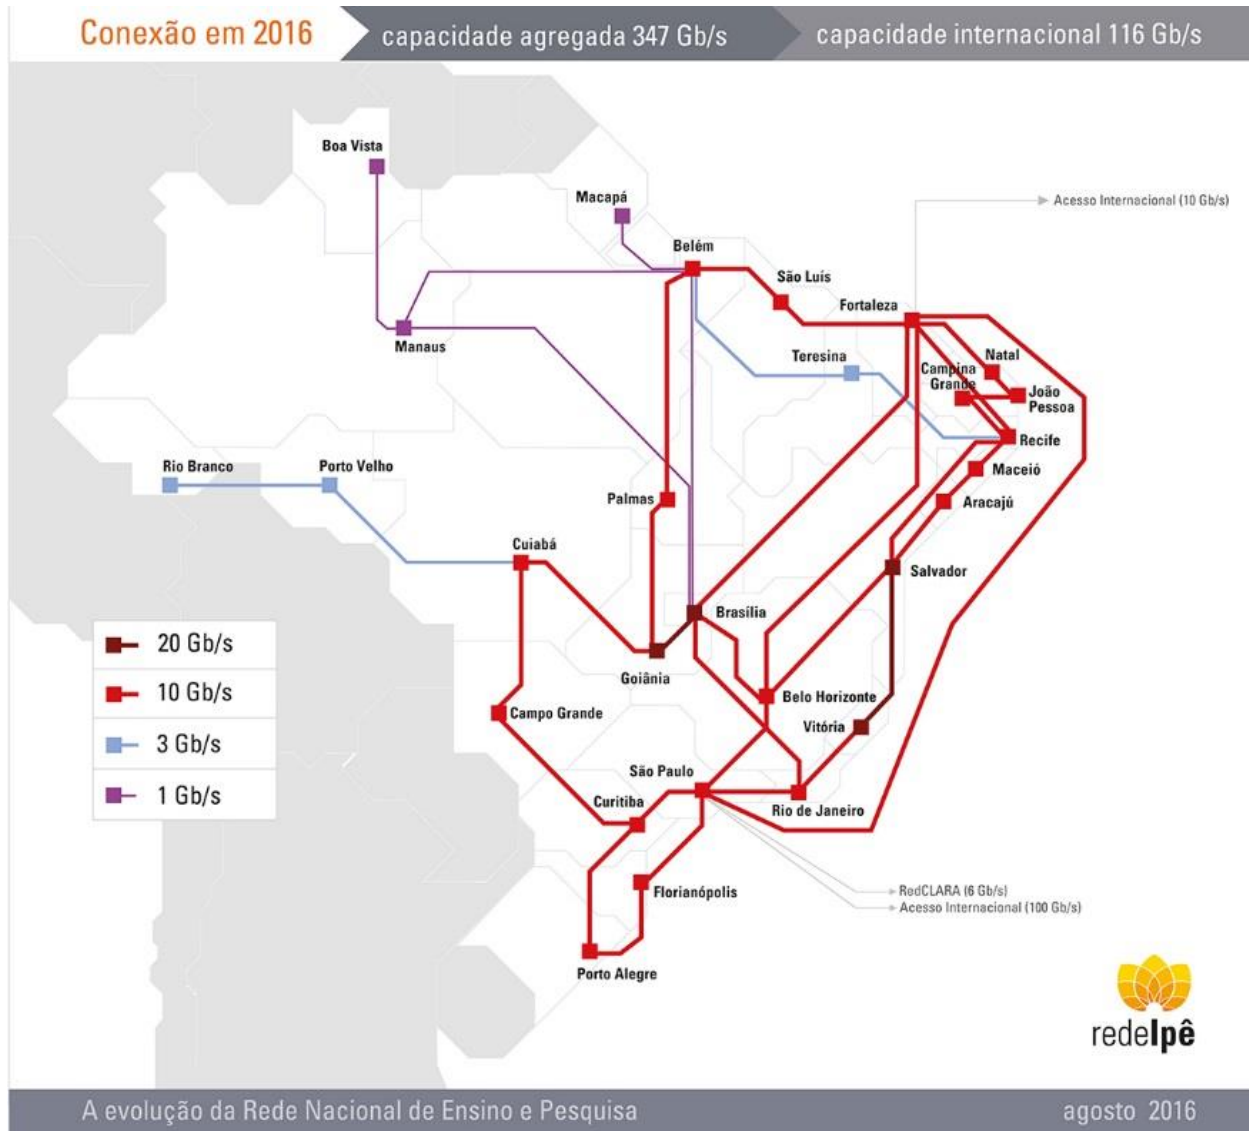 Conexão em 2016
capacidade agregada 347 Gb/s
capacidade internacional 116 Gb/s
Boa Vista
Macapá
Acesso Internacional (10 Gb/s)
Belém
São Luís
Fortaleza
Manaus
Teresina
Natal
Campina
Grande
João
Pessoa
Recife
Rio Branco
Porto Velho
Maceió
Palmas
Aracajú
Cuiabá
Salvador
Brasília
20 Gb/s
Goiânia
10 Gb/s
Belo Horizonte
Campo Grande
Vitória
3 Gb/s
São Paulo
1 Gb/s
Curitiba
Rio de Janeiro
Florianópolis
RedCLARA (6 Gb/s)
Acesso Internacional (100 Gb/s)
Porto Alegre
redeIpê
A evolução da Rede Nacional de Ensino e Pesquisa
agosto 2016